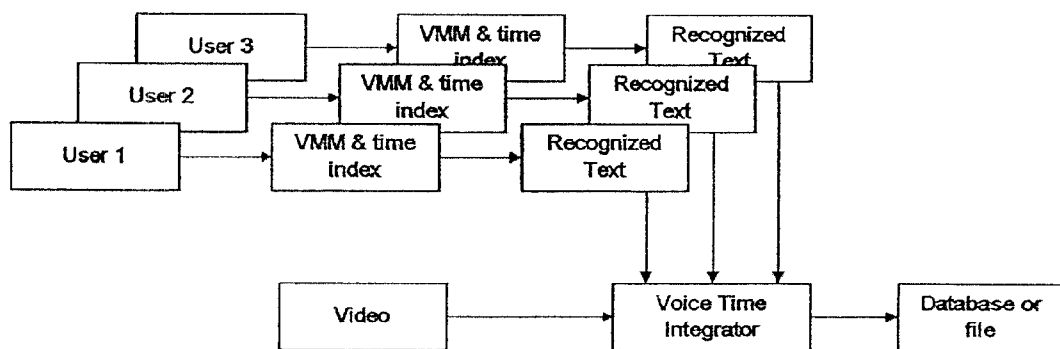 User 3
VMM & time
index
Recognized
Text
User 2
VMM & time
index
Recognized
Text
User 1
VMM & time
index
Recognized
Text
Video
Voice Time
Integrator
Database or
file